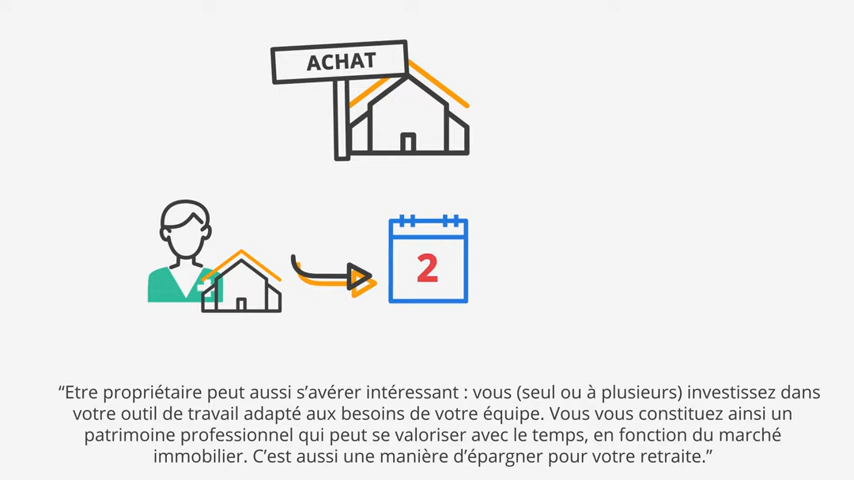 ACHAT
2
“Etre propriétaire peut aussi s’avérer intéressant : vous (seul ou à plusieurs) investissez dans
votre outil de travail adapté aux besoins de votre équipe. Vous vous constituez ainsi un
patrimoine professionnel qui peut se valoriser avec le temps, en fonction du marché
immobilier. C’est aussi une manière d’épargner pour votre retraite.”